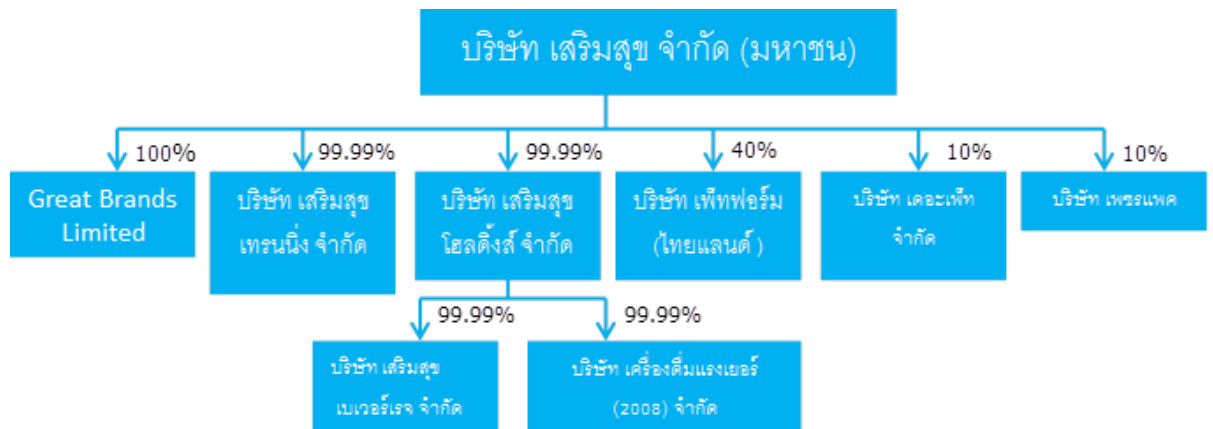 บริษัท เสริมสุข จำกัด (มหาชน)
100%
99.99%
99.99%
40%
10%
10%
Great Brands
Limited
บริษัท เสริมสุข
เทรนนิ่ง จำกัด
บริษัท เสริมสุข
โฮลดิ้งส์ จำกัด
บริษัท เพ็ทฟอร์ม
(ไทยแลนด์ )
บริษัท เดอะเพ็ท
จำกัด
บริษัท เพชรแพค
99.99%
99.99%
บริษัท เสริมสุข
เบเวอร์เรจ จำกัด
บริษัท เครื่องดื่มแรงเยอร์
(2008) จำกัด